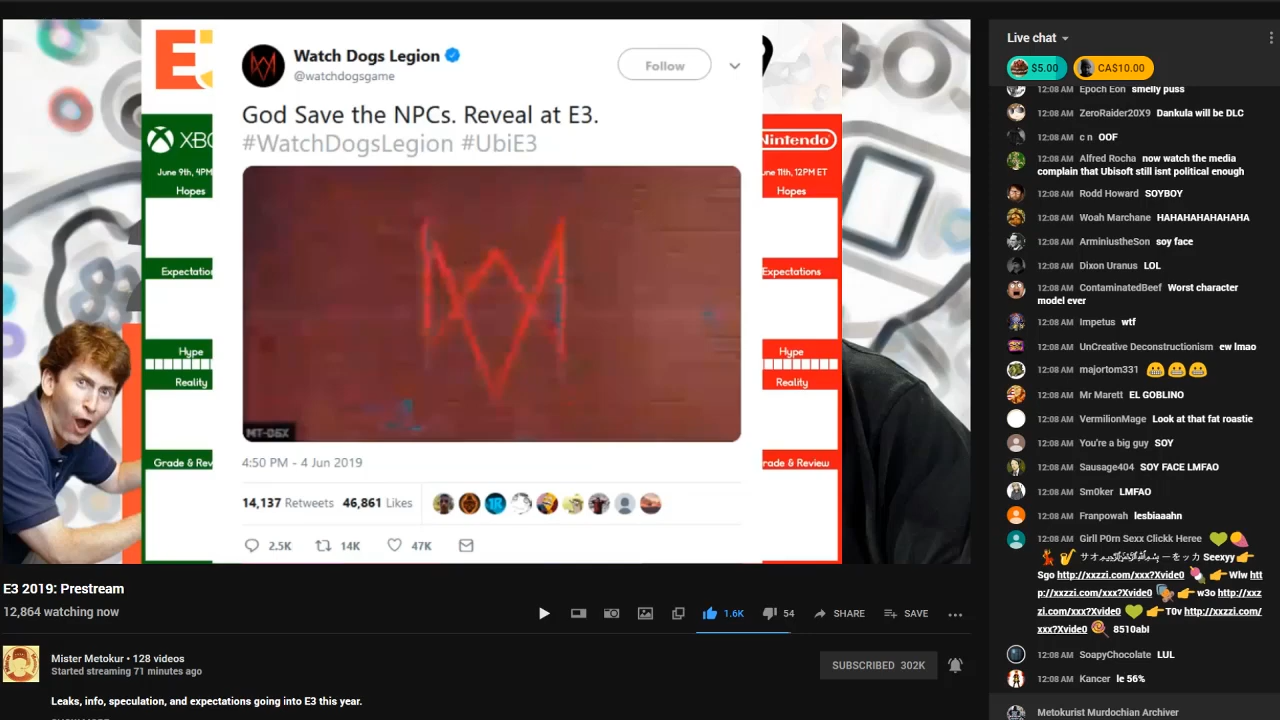 E3
Watch Dogs Legion
@watchdogsgame
Follow
God Save the NPCs. Reveal at E3.
#WatchDogsLegion #UbiE3
MT-06X
4:50 PM - 4 Jun 2019
14,137 Retweets 46,861 Likes
2.5K 14K 47K
XBO
June 9th, 4PM
Hopes
Expectation
Hype
Reality
Grade & Rev
Nintendo
une 11th, 12PM ET
Hopes
Expectations
Hype
Reality
rade & Review
E3 2019: Prestream
12,864 watching now
1.6K 54 SHARE SAVE
Mister Metokur • 128 videos
Started streaming 71 minutes ago
SUBSCRIBED 302K
Leaks, info, speculation, and expectations going into E3 this year.
Live chat
$5.00 CA$10.00
12:08 AM Epoch Eon smelly puss
12:08 AM ZeroRaider20X9 Dankula will be DLC
12:08 AM c n OOF
12:08 AM Alfred Rocha now watch the media
complain that Ubisoft still isnt political enough
12:08 AM Rodd Howard SOYBOY
12:08 AM Woah Marchane HAHAHAHAHAHA
12:08 AM ArminiustheSon soy face
12:08 AM Dixon Uranus LOL
12:08 AM ContaminatedBeef Worst character
model ever
12:08 AM Impetus wtf
12:08 AM UnCreative Deconstruction ew lmao
12:08 AM majortom331 😬😬😬
12:08 AM Mr Marett EL GOBLINO
12:08 AM VermilionMage Look at that fat roastie
12:08 AM You're a big guy SOY
12:08 AM Sausage404 SOY FACE LMFAO
12:08 AM Sm0ker LMFAO
12:08 AM Franpowah lesbiaaahn
12:08 AM Girll P0rn Sexx Clickk Heree
Seexyy
Sgo http://xxzzi.com/xxx?Xvide0 Wlw htt
p://xxzzi.com/xxx?Xvide0 w3o http://xxz
zi.com/xxx?Xvide0 T0v http://xxzzi.com/
xxx?Xvide0 8510abl
12:08 AM SoapyChocolate LUL
12:08 AM Kancer le 56%
Metokurist Murdochian Archiver